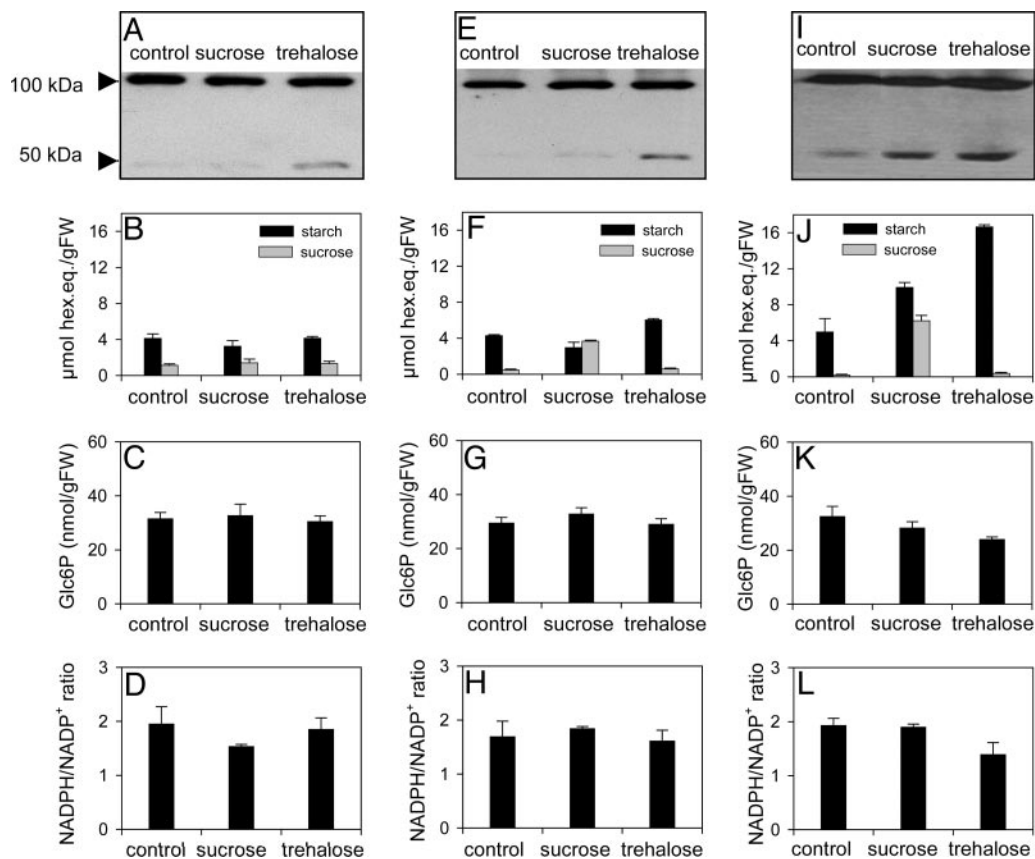 A
control sucrose trehalose
100 kDa
50 kDa
E
control sucrose trehalose
I
control sucrose trehalose
B
starch
sucrose
µmol hex.eq./gFW
16
12
8
4
0
control sucrose trehalose
F
starch
sucrose
µmol hex.eq./gFW
16
12
8
4
0
control sucrose trehalose
J
starch
sucrose
µmol hex.eq./gFW
16
12
8
4
0
control sucrose trehalose
C
Glc6P (nmol/gFW)
60
40
20
0
control sucrose trehalose
G
Glc6P (nmol/gFW)
60
40
20
0
control sucrose trehalose
K
Glc6P (nmol/gFW)
60
40
20
0
control sucrose trehalose
D
NADPH/NADP⁺ ratio
3
2
1
0
control sucrose trehalose
H
NADPH/NADP⁺ ratio
3
2
1
0
control sucrose trehalose
L
NADPH/NADP⁺ ratio
3
2
1
0
control sucrose trehalose